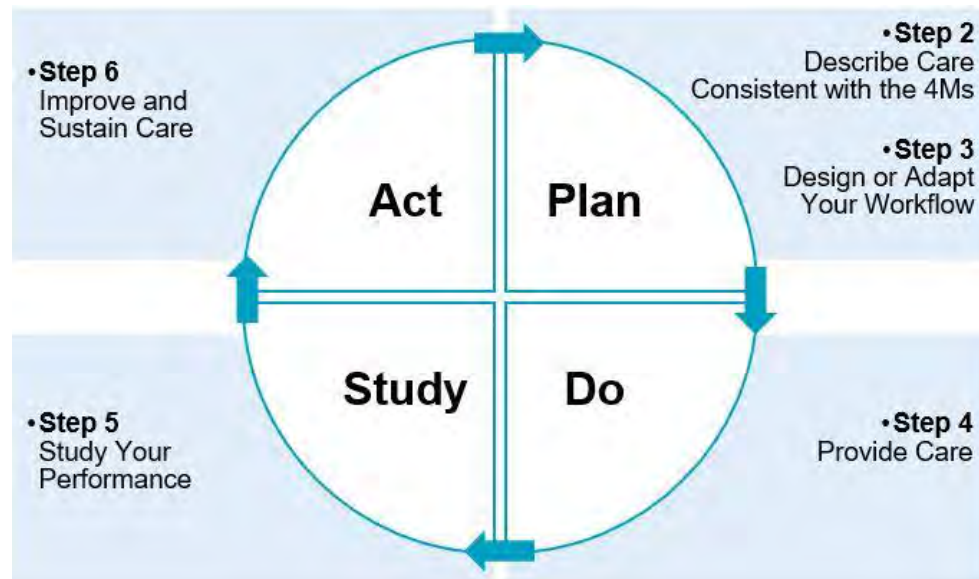 •Step 6
Improve and
Sustain Care
•Step 2
Describe Care
Consistent with the 4Ms
•Step 3
Design or Adapt
Your Workflow
Act
Plan
Study
Do
•Step 5
Study Your
Performance
•Step 4
Provide Care